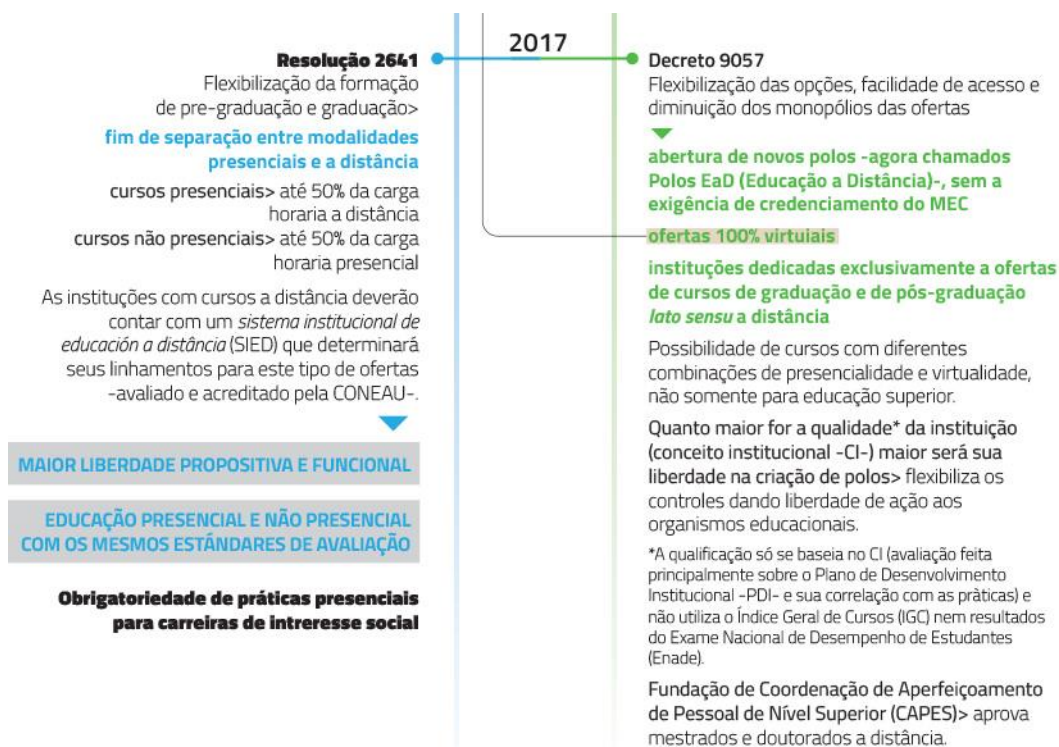 2017
Resolução 2641
Flexibilização da formação
de pre-graduação e graduação>
fim de separação entre modalidades
presenciais e a distância
cursos presenciais> até 50% da carga
horaria a distância
cursos não presenciais> até 50% da carga
horaria presencial
As instituções com cursos a distância deverão
contar com um sistema institucional de
educación a distância (SIED) que determinará
seus linhamentos para este tipo de ofertas
-avaliado e acreditado pela CONEAU-.
MAIOR LIBERDADE PROPOSITIVA E FUNCIONAL
EDUCAÇÃO PRESENCIAL E NÃO PRESENCIAL
COM OS MESMOS ESTÁNDARES DE AVALIAÇÃO
Obrigatoriedade de práticas presenciais
para carreiras de intreresse social
Decreto 9057
Flexibilização das opções, facilidade de acesso e
diminuição dos monopólios das ofertas
abertura de novos polos -agora chamados
Polos EaD (Educação a Distância)-, sem a
exigência de credenciamento do MEC
ofertas 100% virtuiais
instituções dedicadas exclusivamente a ofertas
de cursos de graduação e de pós-graduação
lato sensu a distância
Possibilidade de cursos com diferentes
combinações de presencialidade e virtualidade,
não somente para educação superior.
Quanto maior for a qualidade* da instituição
(conceito institucional -CI-) maior será sua
liberdade na criação de polos> flexibiliza os
controles dando liberdade de ação aos
organismos educacionais.
*A qualificação só se baseia no CI (avaliação feita
principalmente sobre o Plano de Desenvolvimento
Institucional -PDI- e sua correlação com as pràticas) e
não utiliza o Índice Geral de Cursos (IGC) nem resultados
do Exame Nacional de Desempenho de Estudantes
(Enade).
Fundação de Coordenação de Aperfeiçoamento
de Pessoal de Nível Superior (CAPES)> aprova
mestrados e doutorados a distância.